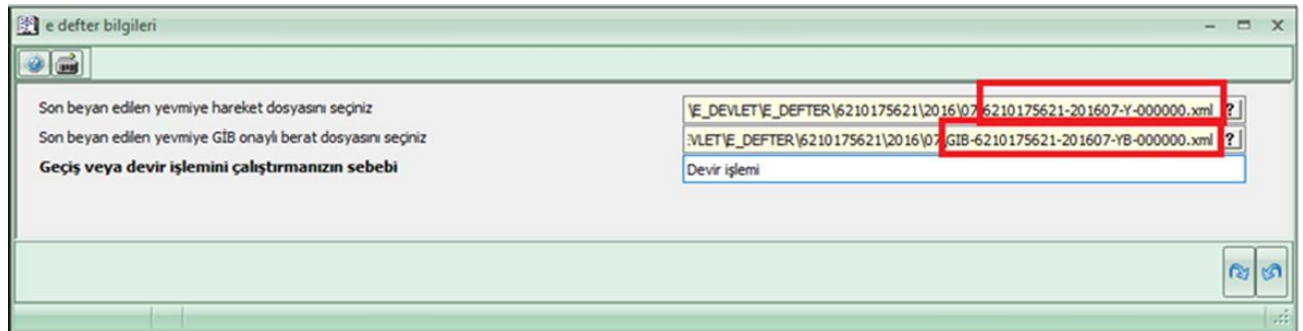 e defter bilgileri
Son beyan edilen yevmiye hareket dosyasını seçiniz
\E_DEVLET\E_DEFTER\6210175621\2016\07\6210175621-201607-Y-000000.xml ?
Son beyan edilen yevmiye GİB onaylı berat dosyasını seçiniz
:VLET\E_DEFTER\6210175621\2016\07\GIB-6210175621-201607-YB-000000.xml ?
Geçiş veya devir işlemini çalıştırmanızın sebebi
Devir işlemi